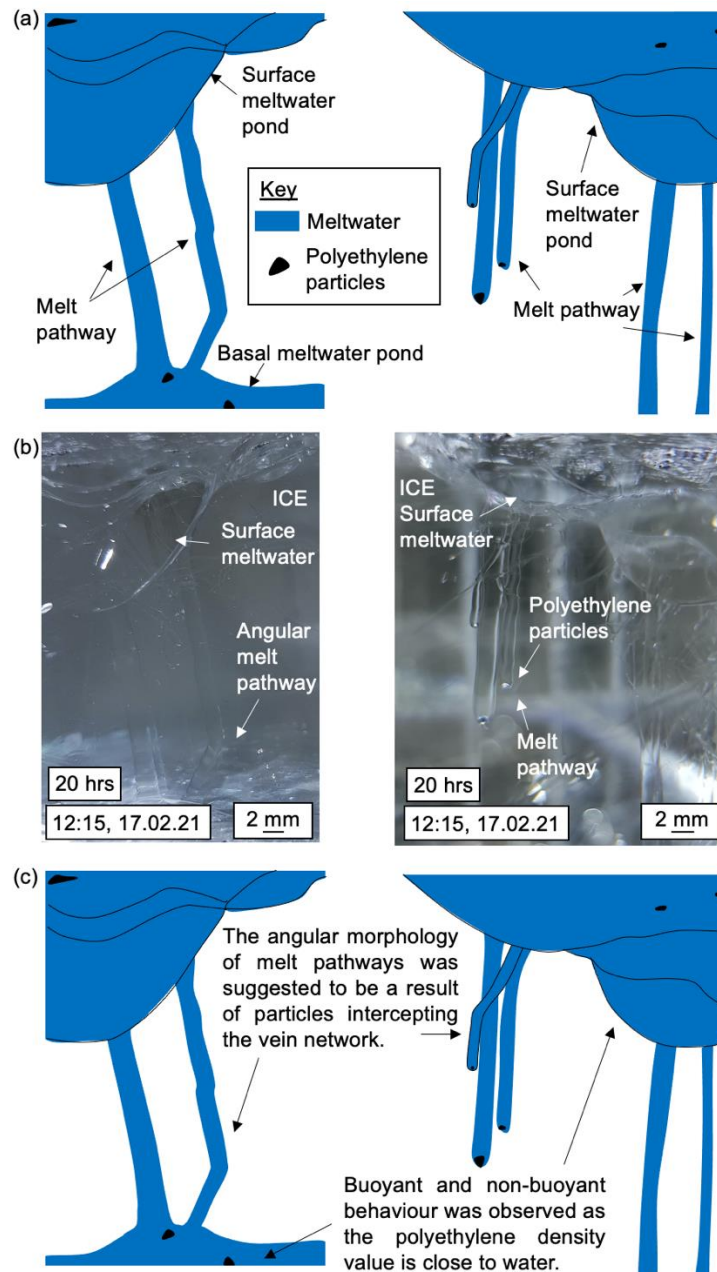 (a)
Surface
meltwater
pond
Key
Meltwater
Polyethylene
particles
Melt
pathway
Basal meltwater pond
Surface
meltwater
pond
Melt pathway
(b)
ICE
Surface
meltwater
Angular
melt
pathway
20 hrs
12:15, 17.02.21
2 mm
ICE
Surface
meltwater
Polyethylene
particles
Melt
pathway
20 hrs
12:15, 17.02.21
2 mm
(c)
The angular morphology
of melt pathways was
suggested to be a result
of particles intercepting
the vein network.
Buoyant and non-buoyant
behaviour was observed as
the polyethylene density
value is close to water.